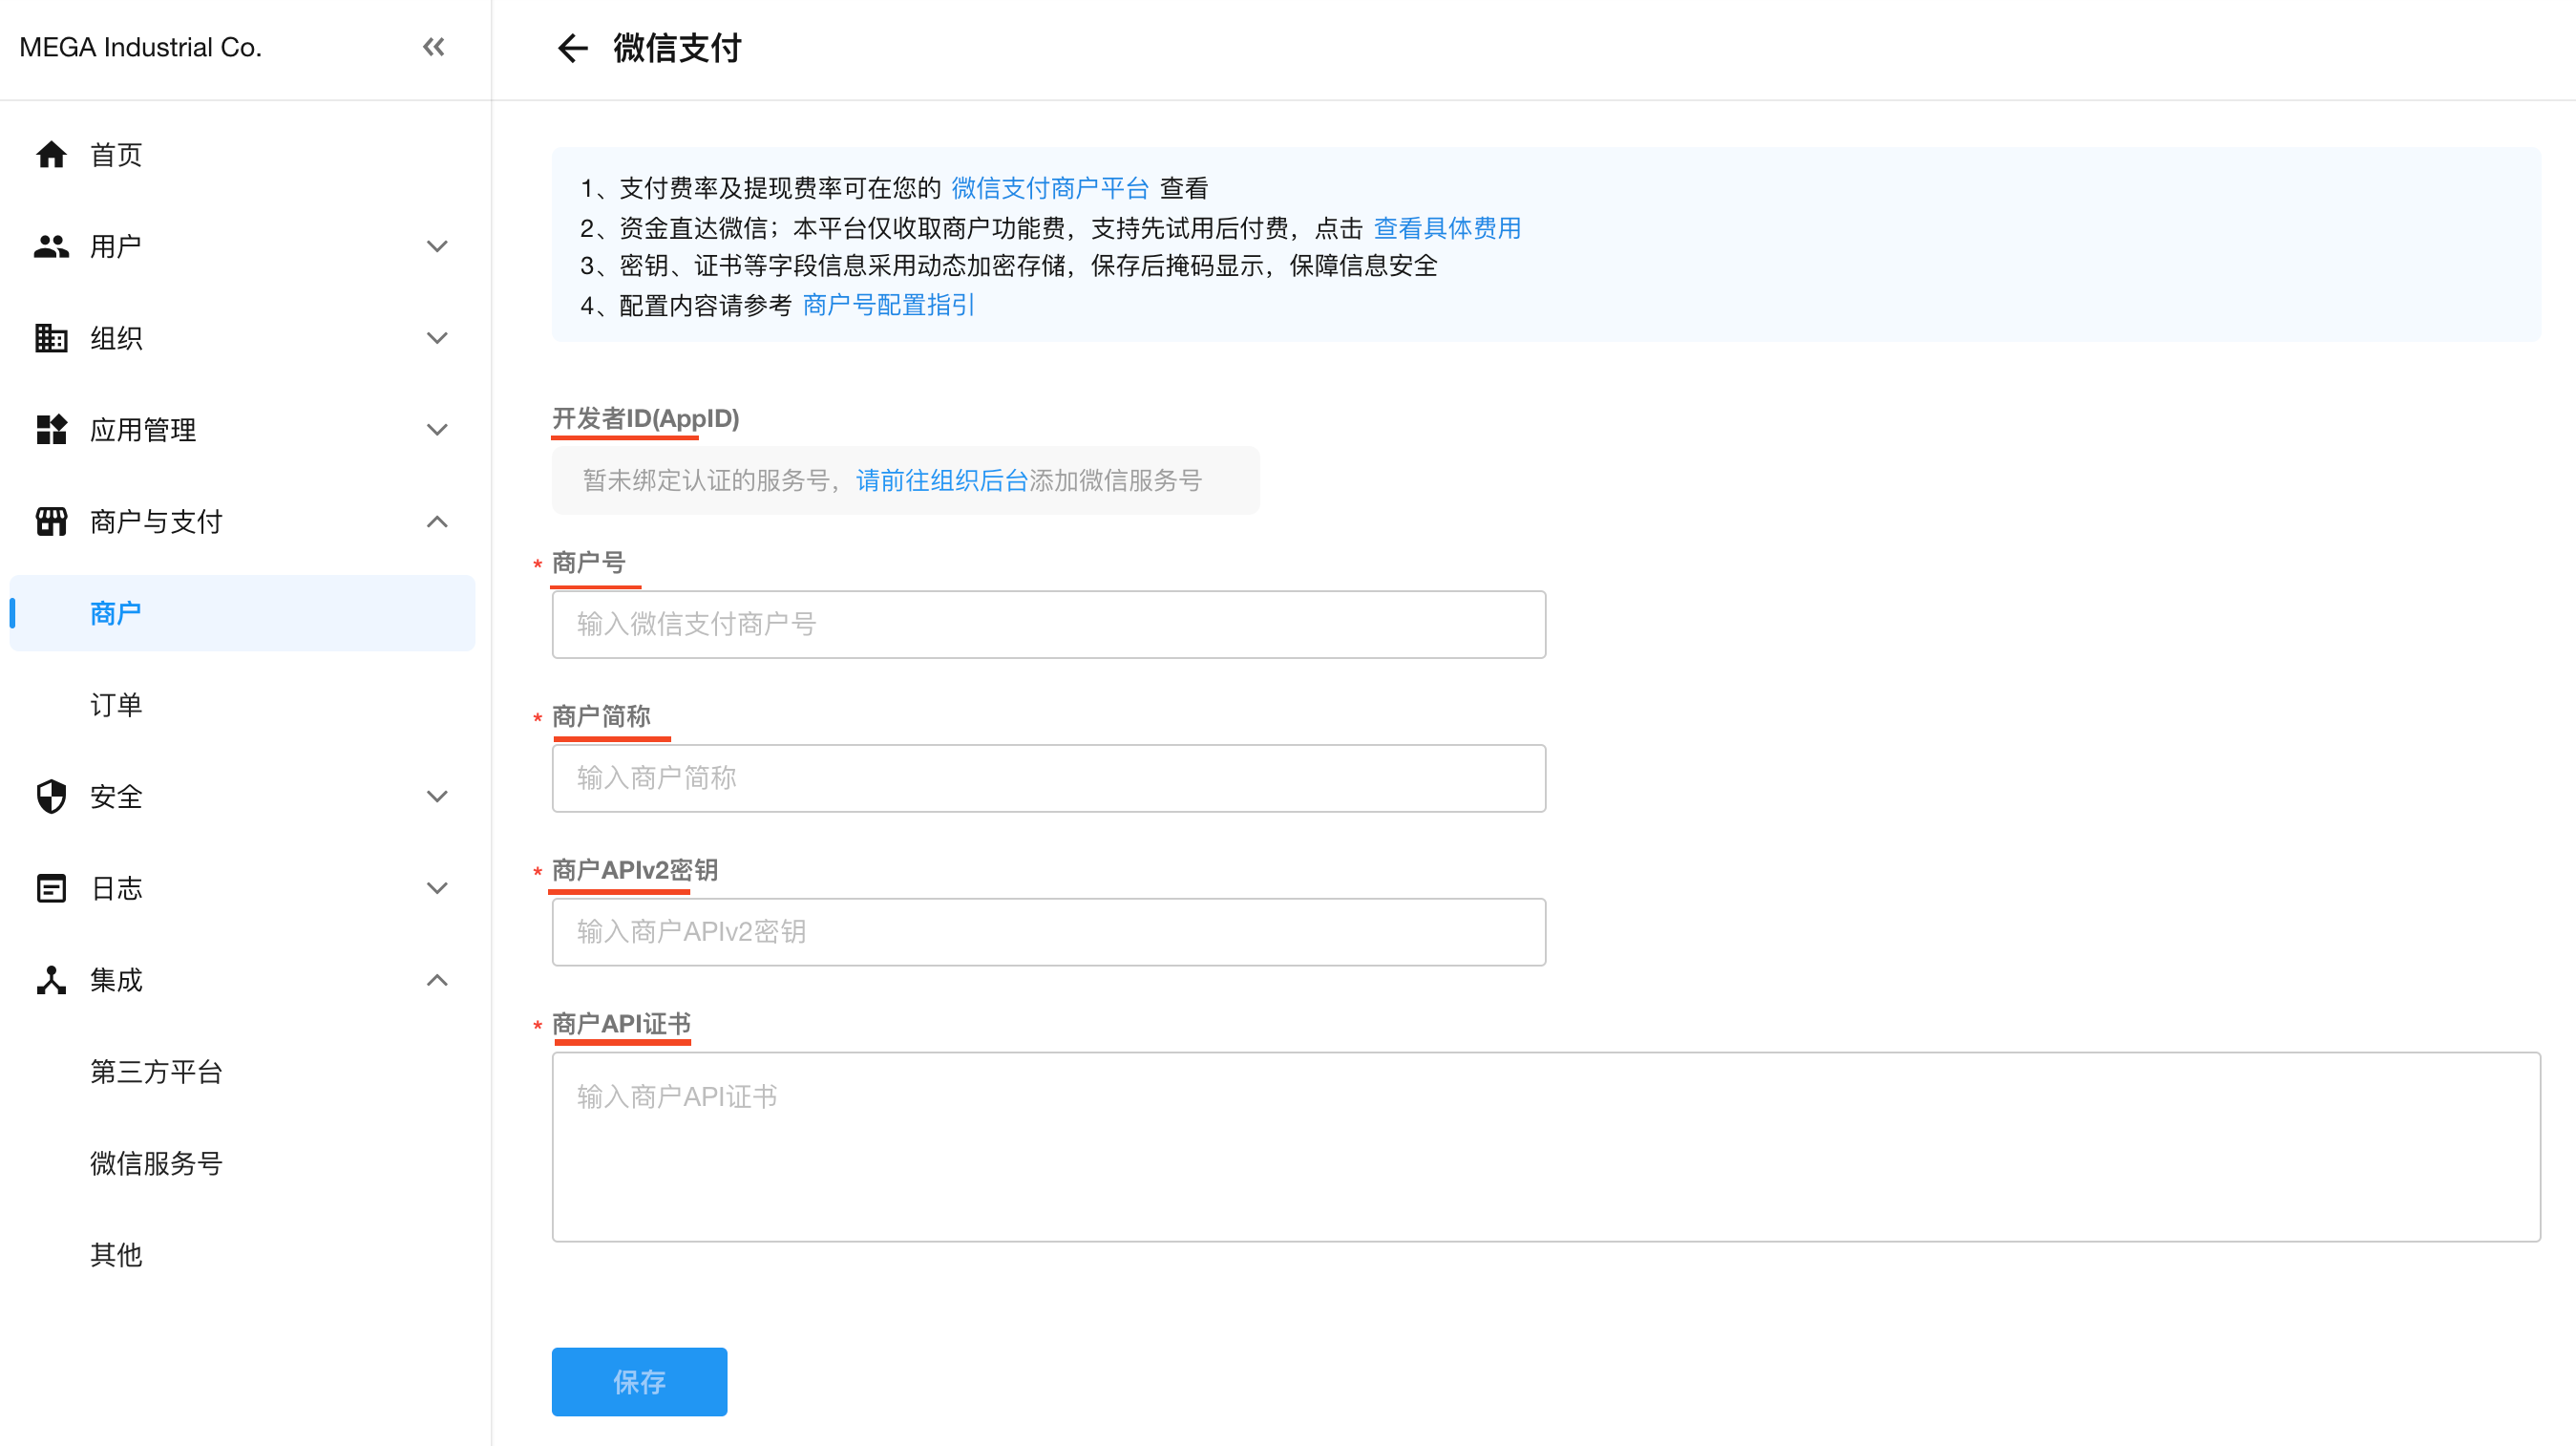 MEGA Industrial Co.
首页
用户
组织
应用管理
商户与支付
商户
订单
安全
日志
集成
第三方平台
微信服务号
其他
微信支付
1、支付费率及提现费率可在您的 微信支付商户平台 查看
2、资金直达微信；本平台仅收取商户功能费，支持先试用后付费，点击 查看具体费用
3、密钥、证书等字段信息采用动态加密存储，保存后掩码显示，保障信息安全
4、配置内容请参考 商户号配置指引
开发者ID(AppID)
暂未绑定认证的服务号，请前往组织后台添加微信服务号
* 商户号
输入微信支付商户号
* 商户简称
输入商户简称
* 商户APIv2密钥
输入商户APIv2密钥
* 商户API证书
输入商户API证书
保存